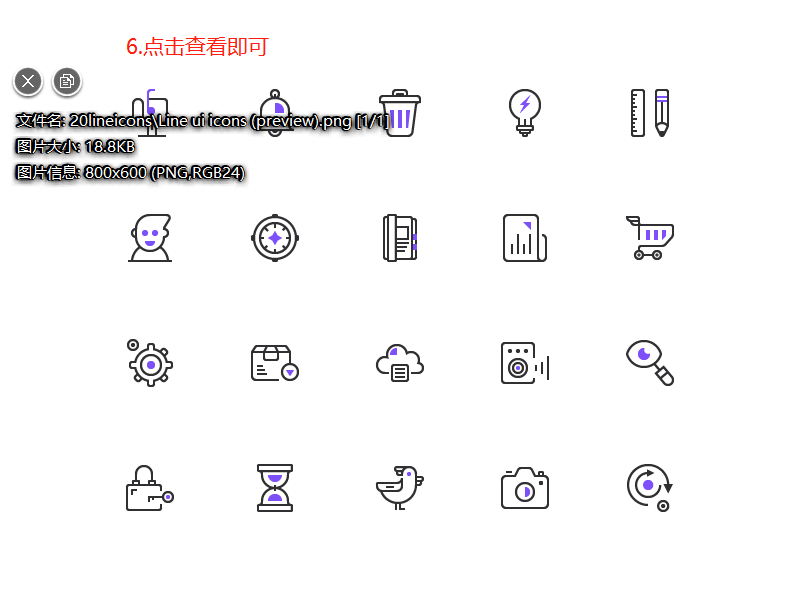 6.点击查看即可
文件名: 20lineicons\Line ui icons (preview).png [1/1]
图片大小: 18.8KB
图片信息: 800x600 (PNG,RGB24)